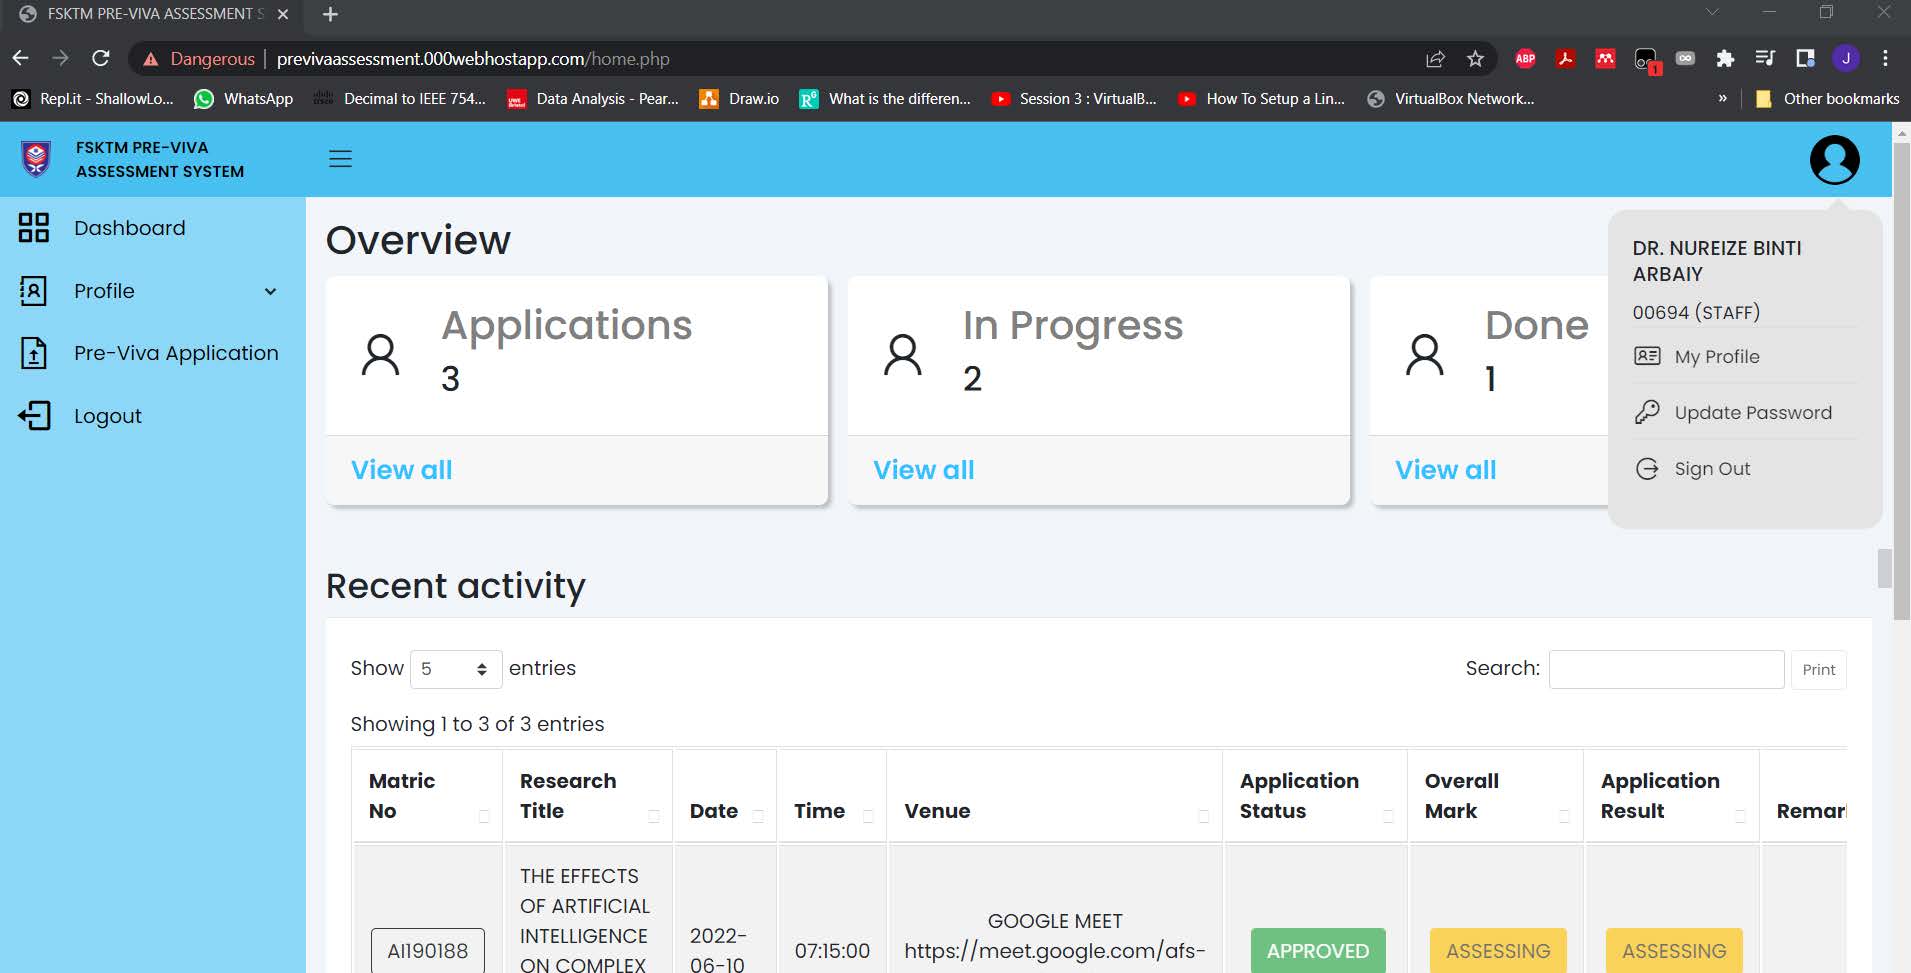 FSKTM PRE-VIVA ASSESSMENT S
Dangerous | previvaassessment.000webhostapp.com/home.php
ABP
1
J
Repl.it - ShallowLo... WhatsApp Decimal to IEEE 754... Data Analysis - Pear... Draw.io What is the differen... Session 3 : VirtualB... How To Setup a Lin... VirtualBox Network... » Other bookmarks
FSKTM PRE-VIVA
ASSESSMENT SYSTEM
Dashboard
Profile
Pre-Viva Application
Logout
DR. NUREIZE BINTI
ARBAIY
00694 (STAFF)
My Profile
Update Password
Sign Out
Overview
Applications
3
View all
In Progress
2
View all
Done
1
View all
Recent activity
Show 5 entries
Search:
Print
Showing 1 to 3 of 3 entries
Matric
No
Research
Title
Date
Time
Venue
Application
Status
Overall
Mark
Application
Result
Remar
AI190188
THE EFFECTS
OF ARTIFICIAL
INTELLIGENCE
ON COMPLEX
2022-
06-10
07:15:00
GOOGLE MEET
https://meet.google.com/afs-
APPROVED
ASSESSING
ASSESSING